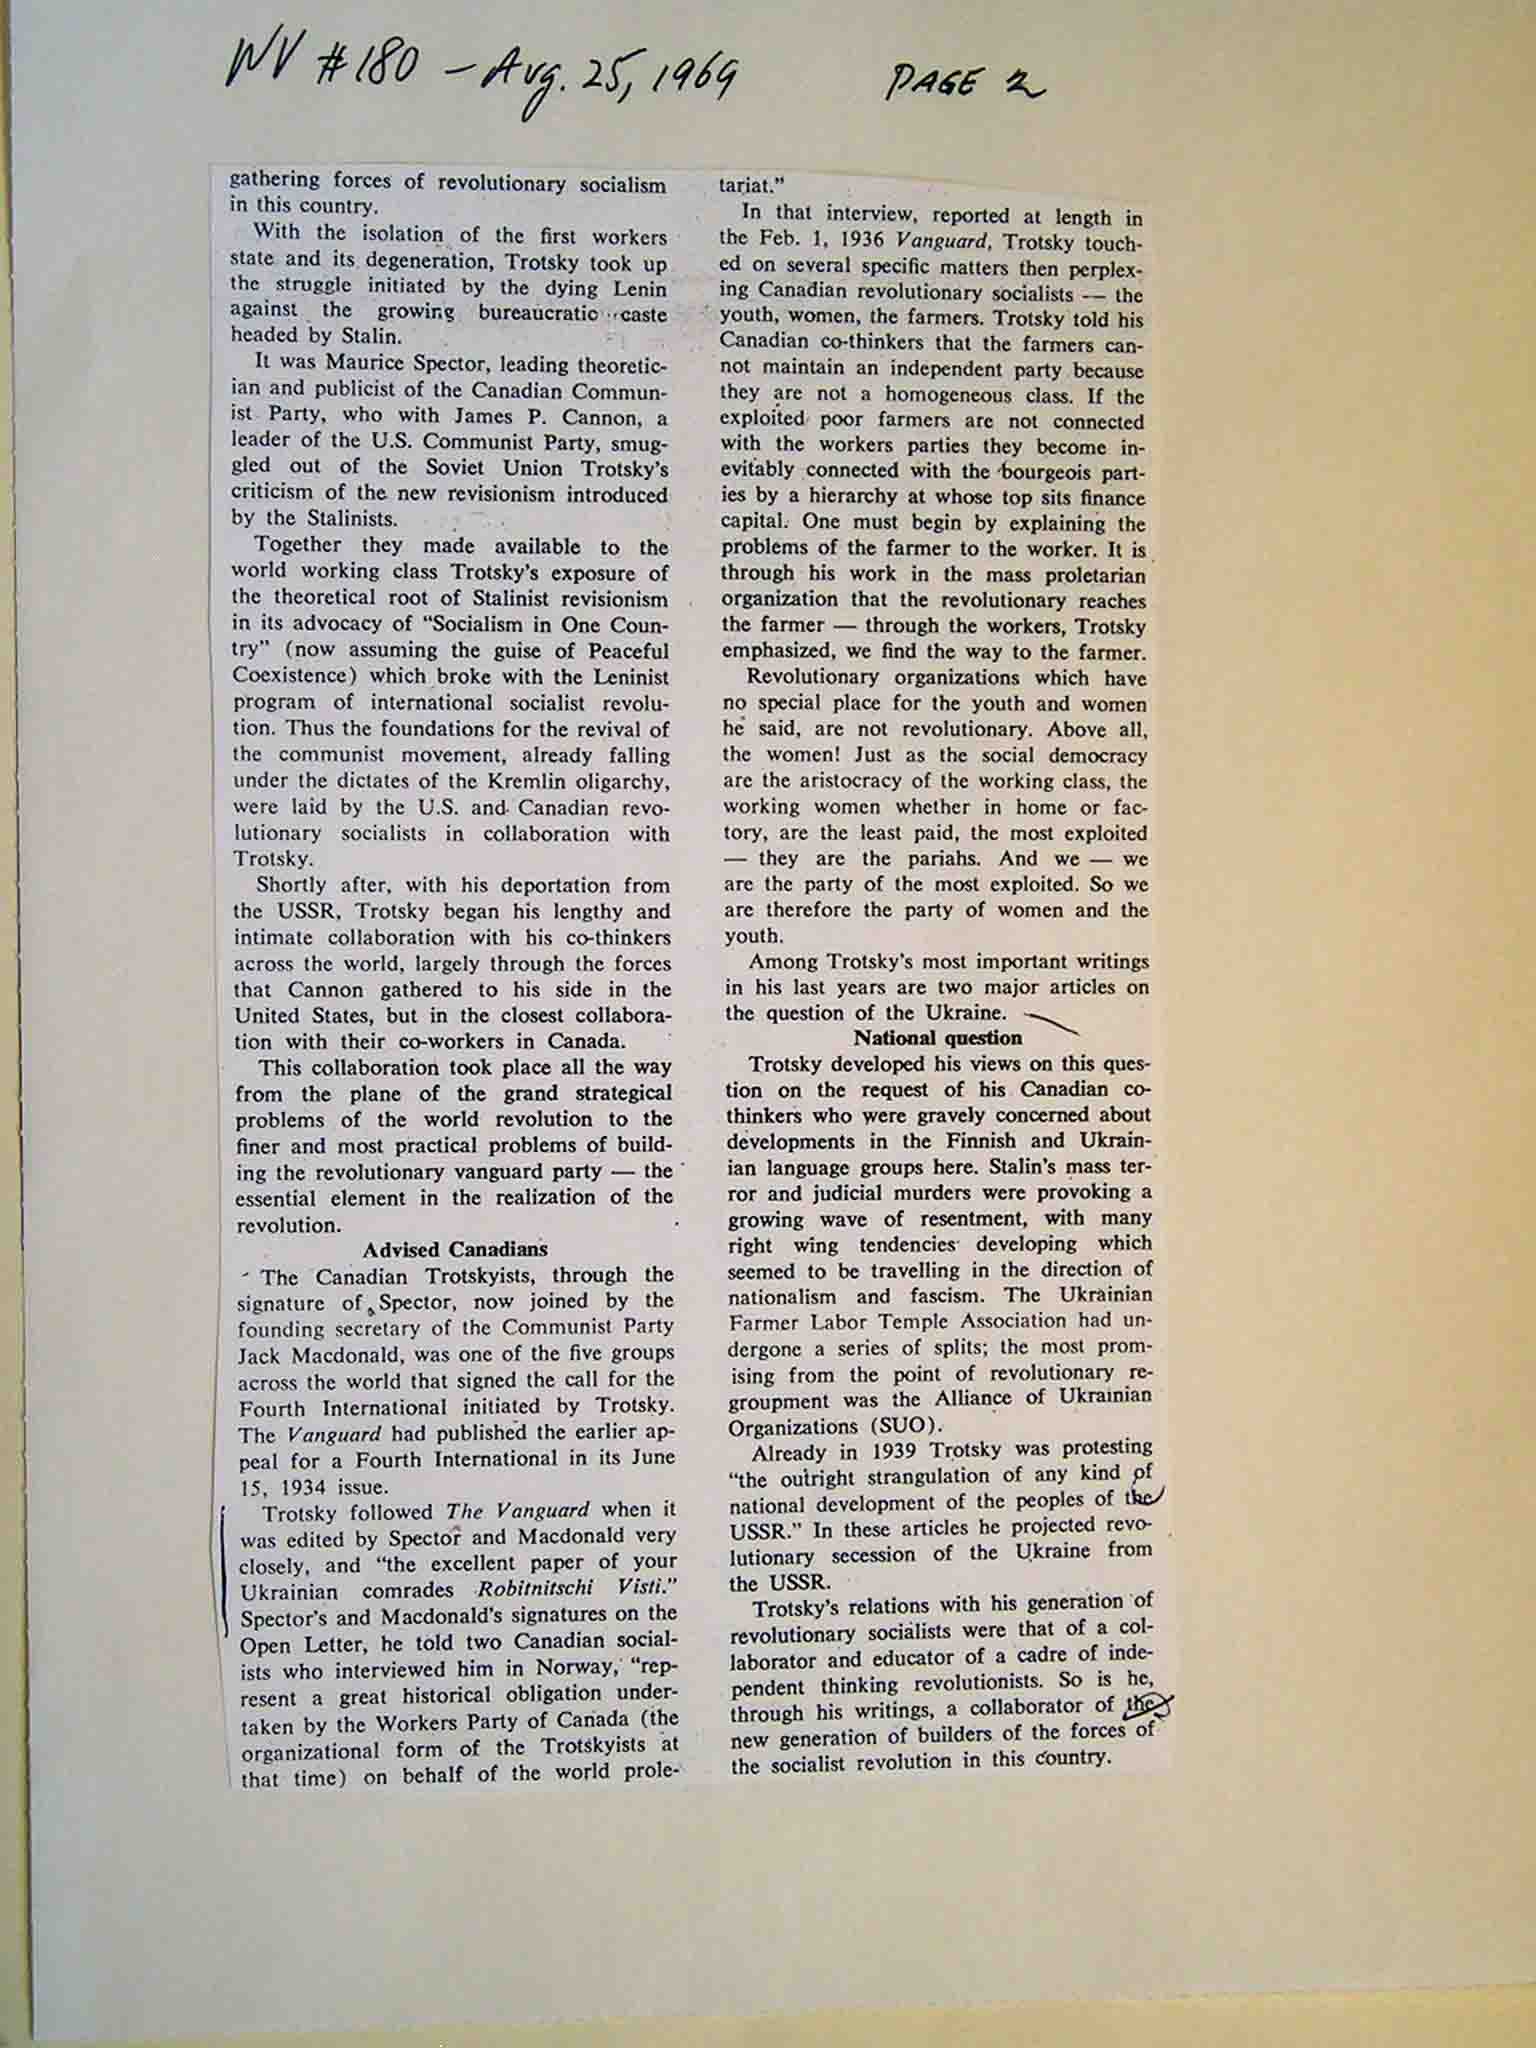 WV #180 - Aug. 25, 1969 PAGE 2
gathering forces of revolutionary socialism
in this country.
With the isolation of the first workers
state and its degeneration, Trotsky took up
the struggle initiated by the dying Lenin
against the growing bureaucratic caste
headed by Stalin.
It was Maurice Spector, leading theoretic-
ian and publicist of the Canadian Commun-
ist Party, who with James P. Cannon, a
leader of the U.S. Communist Party, smug-
gled out of the Soviet Union Trotsky's
criticism of the new revisionism introduced
by the Stalinists.
Together they made available to the
world working class Trotsky's exposure of
the theoretical root of Stalinist revisionism
in its advocacy of "Socialism in One Coun-
try" (now assuming the guise of Peaceful
Coexistence) which broke with the Leninist
program of international socialist revolu-
tion. Thus the foundations for the revival of
the communist movement, already falling
under the dictates of the Kremlin oligarchy,
were laid by the U.S. and Canadian revo-
lutionary socialists in collaboration with
Trotsky.
Shortly after, with his deportation from
the USSR, Trotsky began his lengthy and
intimate collaboration with his co-thinkers
across the world, largely through the forces
that Cannon gathered to his side in the
United States, but in the closest collabora-
tion with their co-workers in Canada.
This collaboration took place all the way
from the plane of the grand strategical
problems of the world revolution to the
finer and most practical problems of build-
ing the revolutionary vanguard party — the
essential element in the realization of the
revolution.
Advised Canadians
The Canadian Trotskyists, through the
signature of Spector, now joined by the
founding secretary of the Communist Party
Jack Macdonald, was one of the five groups
across the world that signed the call for the
Fourth International initiated by Trotsky.
The Vanguard had published the earlier ap-
peal for a Fourth International in its June
15, 1934 issue.
Trotsky followed The Vanguard when it
was edited by Spector and Macdonald very
closely, and "the excellent paper of your
Ukrainian comrades Robitnitschi Visti."
Spector's and Macdonald's signatures on the
Open Letter, he told two Canadian social-
ists who interviewed him in Norway, "rep-
resent a great historical obligation under-
taken by the Workers Party of Canada (the
organizational form of the Trotskyists at
that time) on behalf of the world prole-
tariat."
In that interview, reported at length in
the Feb. 1, 1936 Vanguard, Trotsky touch-
ed on several specific matters then perplex-
ing Canadian revolutionary socialists — the
youth, women, the farmers. Trotsky told his
Canadian co-thinkers that the farmers can-
not maintain an independent party because
they are not a homogeneous class. If the
exploited poor farmers are not connected
with the workers parties they become in-
evitably connected with the bourgeois part-
ies by a hierarchy at whose top sits finance
capital. One must begin by explaining the
problems of the farmer to the worker. It is
through his work in the mass proletarian
organization that the revolutionary reaches
the farmer — through the workers, Trotsky
emphasized, we find the way to the farmer.
Revolutionary organizations which have
no special place for the youth and women
he said, are not revolutionary. Above all,
the women! Just as the social democracy
are the aristocracy of the working class, the
working women whether in home or fac-
tory, are the least paid, the most exploited
— they are the pariahs. And we — we
are the party of the most exploited. So we
are therefore the party of women and the
youth.
Among Trotsky's most important writings
in his last years are two major articles on
the question of the Ukraine.
National question
Trotsky developed his views on this ques-
tion on the request of his Canadian co-
thinkers who were gravely concerned about
developments in the Finnish and Ukrain-
ian language groups here. Stalin's mass ter-
ror and judicial murders were provoking a
growing wave of resentment, with many
right wing tendencies developing which
seemed to be travelling in the direction of
nationalism and fascism. The Ukrainian
Farmer Labor Temple Association had un-
dergone a series of splits; the most prom-
ising from the point of revolutionary re-
groupment was the Alliance of Ukrainian
Organizations (SUO).
Already in 1939 Trotsky was protesting
"the outright strangulation of any kind of
national development of the peoples of the
USSR." In these articles he projected revo-
lutionary secession of the Ukraine from
the USSR.
Trotsky's relations with his generation of
revolutionary socialists were that of a col-
laborator and educator of a cadre of inde-
pendent thinking revolutionists. So is he,
through his writings, a collaborator of the
new generation of builders of the forces of
the socialist revolution in this country.